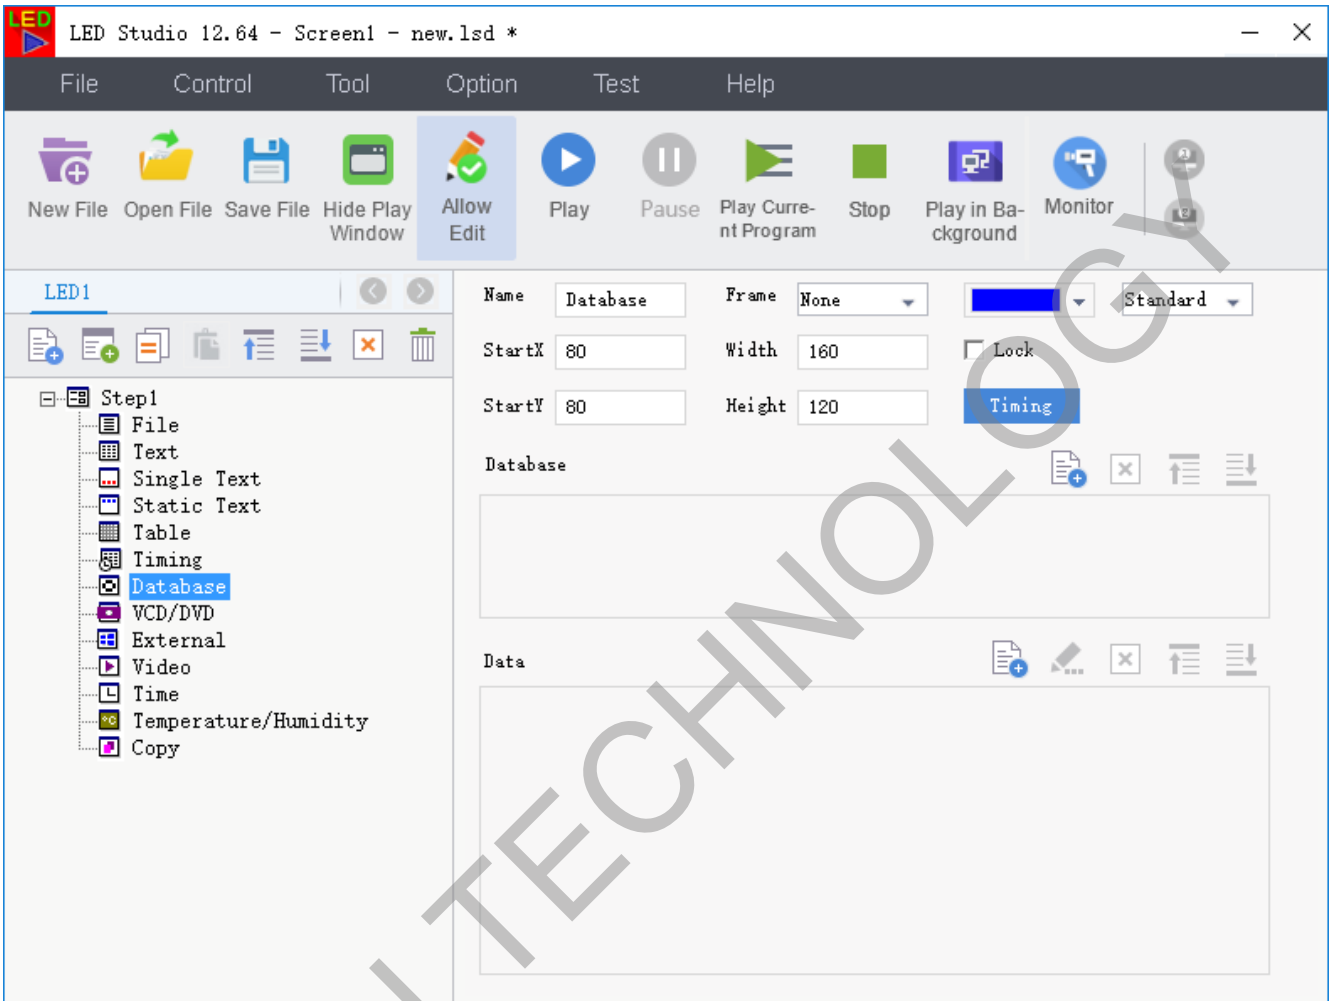 LED
LED Studio 12.64 - Screen1 - new.lsd *
File Control Tool Option Test Help
New File Open File Save File Hide Play Window Allow Edit Play Pause Play Curre-nt Program Stop Play in Ba-ckground Monitor
LED1
Step1
File
Text
Single Text
Static Text
Table
Timing
Database
VCD/DVD
External
Video
Time
Temperature/Humidity
Copy
Name Database Frame None Standard
StartX 80 Width 160 Lock
StartY 80 Height 120 Timing
Database
Data
TECHNOLOGY